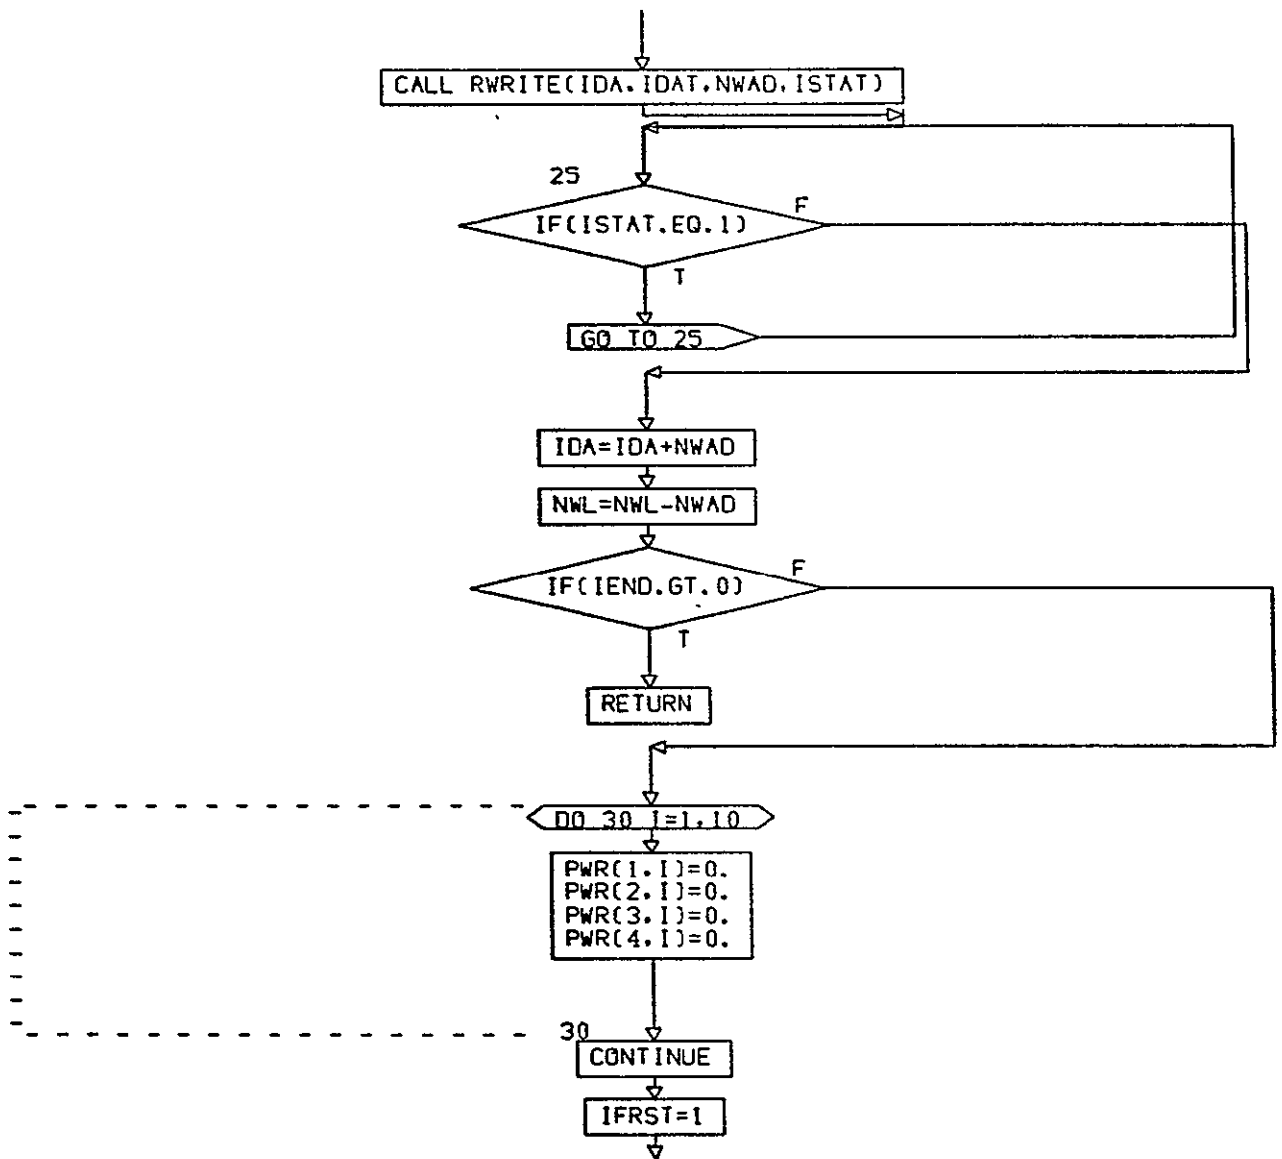 CALL RWRITE(IDA,IDAT,NWAD,ISTAT)
25
F
IF(ISTAT.EQ.1)
T
GO TO 25
IDA=IDA+NWAD
NWL=NWL-NWAD
F
IF(IEND.GT.0)
T
RETURN
DO 30 I=1,10
PWR(1,I)=0.
PWR(2,I)=0.
PWR(3,I)=0.
PWR(4,I)=0.
30
CONTINUE
IFRST=1